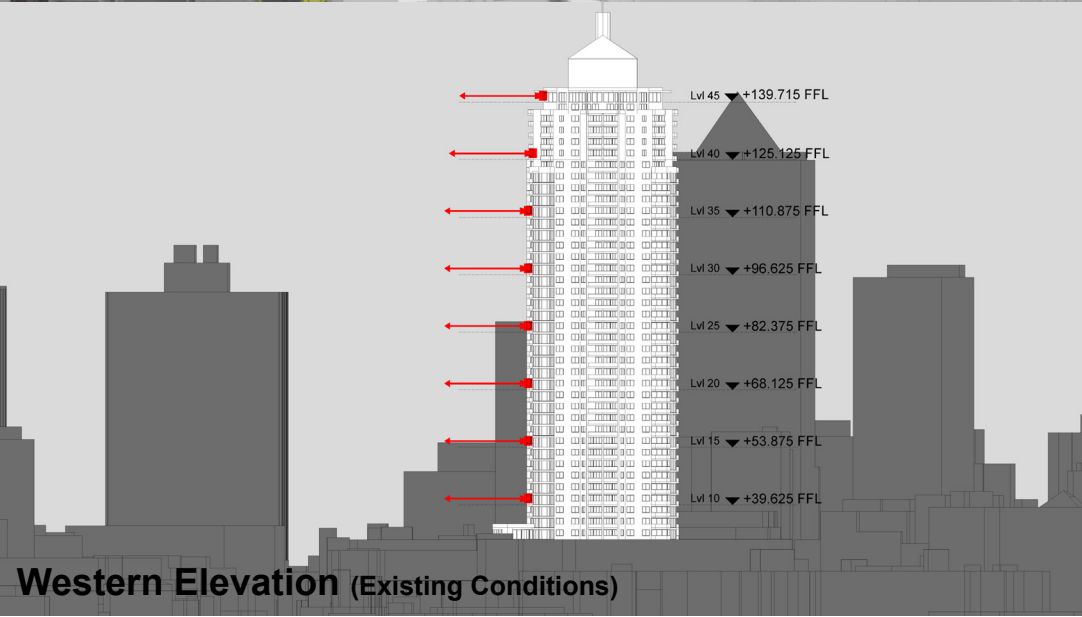 Lvl 45 +139.715 FFL
Lvl 40 +125.125 FFL
Lvl 35 +110.875 FFL
Lvl 30 +96.625 FFL
Lvl 25 +82.375 FFL
Lvl 20 +68.125 FFL
Lvl 15 +53.875 FFL
Lvl 10 +39.625 FFL
Western Elevation (Existing Conditions)